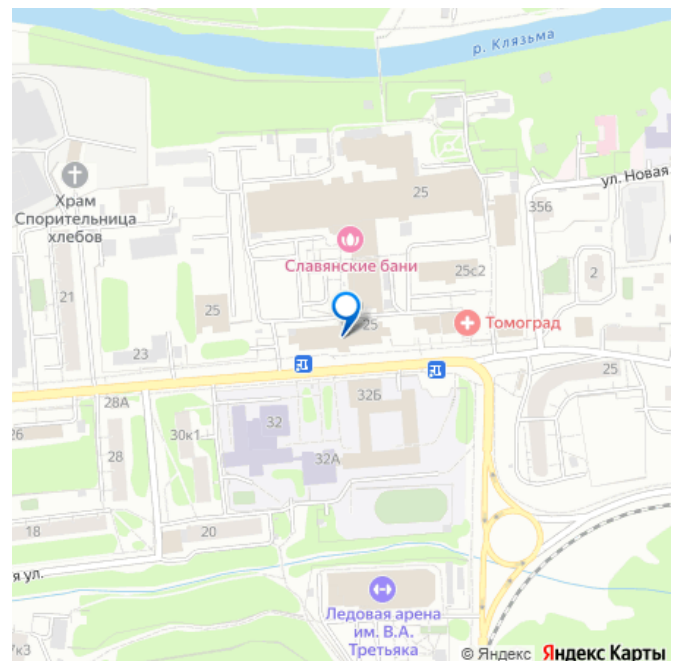 р. Клязьма
ул. Новая
Храм
Спорительница
хлебов
25
35б
Славянские бани
25с2
2
21
25
25
Томоград
23
25
28А
32Б
26
30к1
32
28
32А
18
20
я ул.
Ледовая арена
им. В.А.
Третьяка
7к3
© Яндекс Яндекс Карты